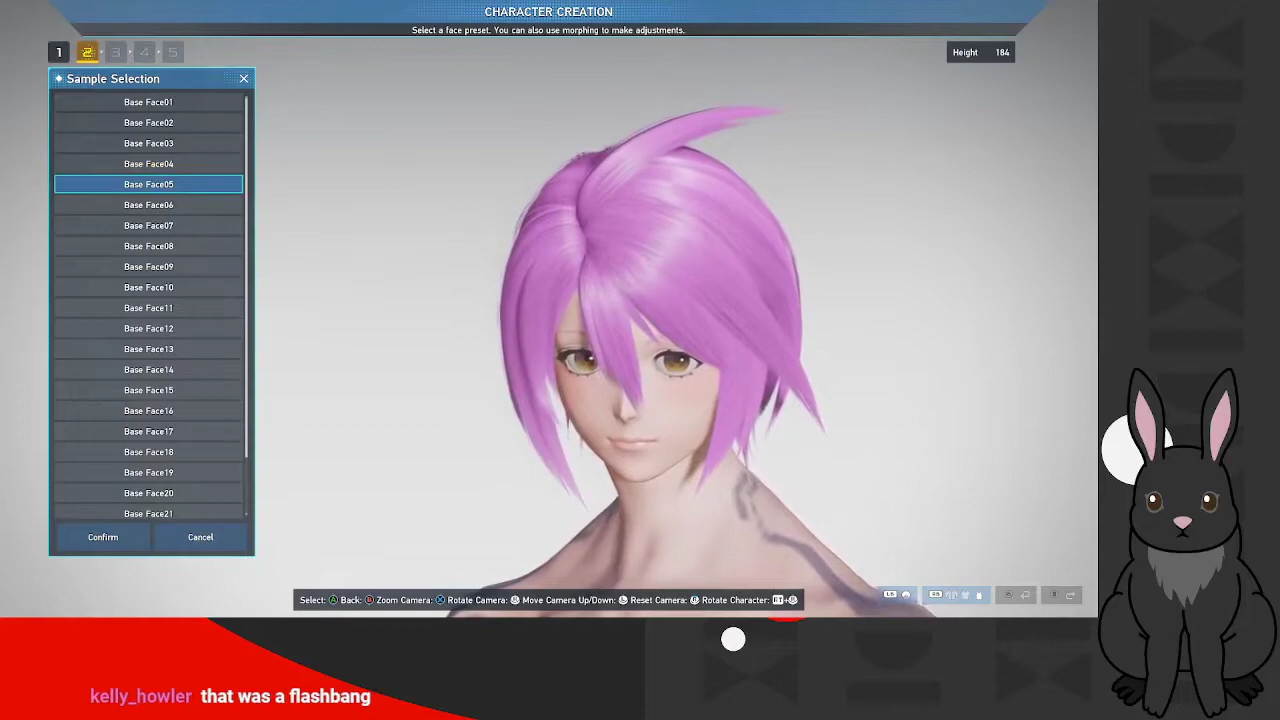 CHARACTER CREATION
Select a face preset. You can also use morphing to make adjustments.
1 2 3 4 5
Height 184
Sample Selection
Base Face01
Base Face02
Base Face03
Base Face04
Base Face05
Base Face06
Base Face07
Base Face08
Base Face09
Base Face10
Base Face11
Base Face12
Base Face13
Base Face14
Base Face15
Base Face16
Base Face17
Base Face18
Base Face19
Base Face20
Base Face21
Confirm Cancel
Select: A Back: B Zoom Camera: X Rotate Camera: Move Camera Up/Down: Reset Camera: Rotate Character:
LB RB
kelly_howler that was a flashbang